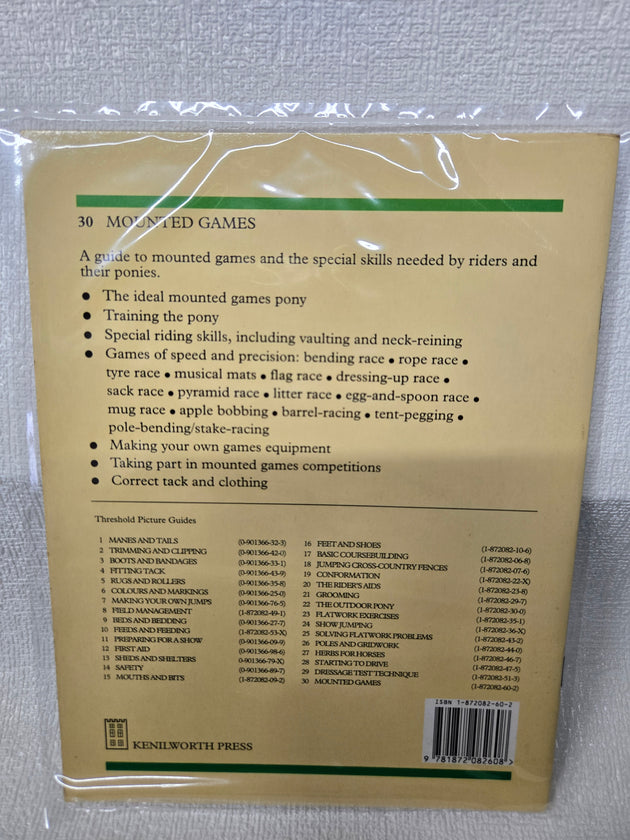 30 MOUNTED GAMES
A guide to mounted games and the special skills needed by riders and
their ponies.
● The ideal mounted games pony
● Training the pony
● Special riding skills, including vaulting and neck-reining
● Games of speed and precision: bending race ● rope race ●
tyre race ● musical mats ● flag race ● dressing-up race ●
sack race ● pyramid race ● litter race ● egg-and-spoon race ●
mug race ● apple bobbing ● barrel-racing ● tent-pegging ●
pole-bending/stake-racing
● Making your own games equipment
● Taking part in mounted games competitions
● Correct tack and clothing
Threshold Picture Guides
1 MANES AND TAILS (0-901366-32-3)
2 TRIMMING AND CLIPPING (0-901366-42-0)
3 BOOTS AND BANDAGES (0-901366-33-1)
4 FITTING TACK (0-901366-43-9)
5 RUGS AND ROLLERS (0-901366-35-8)
6 COLOURS AND MARKINGS (0-901366-25-0)
7 MAKING YOUR OWN JUMPS (0-901366-76-5)
8 FIELD MANAGEMENT (1-872082-49-1)
9 BEDS AND BEDDING (0-901366-27-7)
10 FEEDS AND FEEDING (1-872082-53-X)
11 PREPARING FOR A SHOW (0-901366-09-9)
12 FIRST AID (0-901366-98-6)
13 SHEDS AND SHELTERS 0-901366-79-X)
14 SAFETY (0-901366-89-7)
15 MOUTHS AND BITS (1-872082-09-2)
16 FEET AND SHOES (1-872082-10-6)
17 BASIC COURSEBUILDING (1-872082-06-8)
18 JUMPING CROSS-COUNTRY FENCES (1-872082-07-6)
19 CONFORMATION (1-872082-22-X)
20 THE RIDER'S AIDS (1-872082-23-8)
21 GROOMING (1-872082-29-7)
22 THE OUTDOOR PONY (1-872082-30-0)
23 FLATWORK EXERCISES (1-872082-35-1)
24 SHOW JUMPING (1-872082-36-X)
25 SOLVING FLATWORK PROBLEMS (1-872082-43-2)
26 POLES AND GRIDWORK (1-872082-44-0)
27 HERBS FOR HORSES (1-872082-46-7)
28 STARTING TO DRIVE (1-872082-47-5)
29 DRESSAGE TEST TECHNIQUE (1-872082-51-3)
30 MOUNTED GAMES (1-872082-60-2)
KENILWORTH PRESS
ISBN 1-872082-60-2
9 781872 082608 >